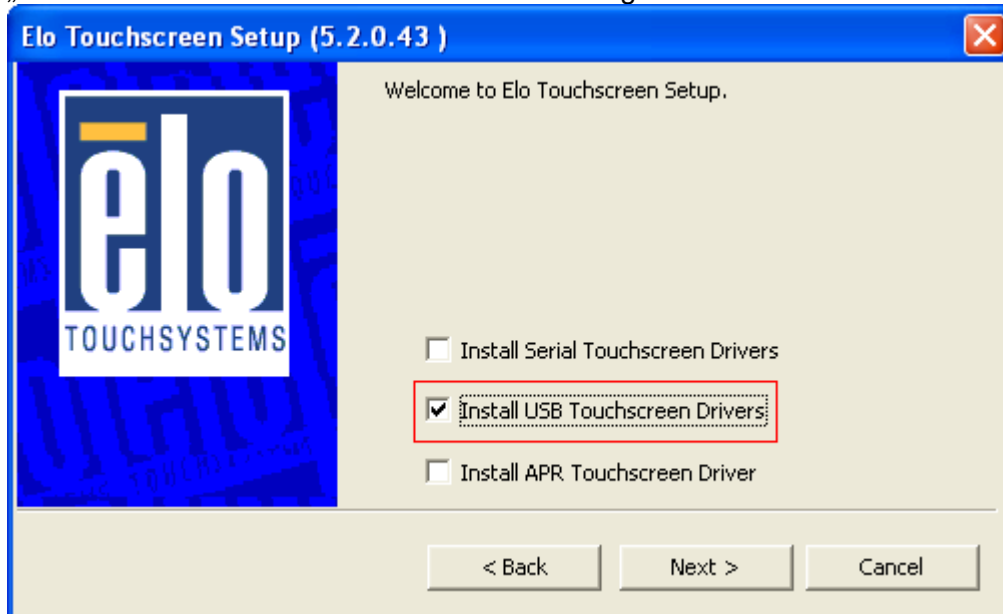 Elo Touchscreen Setup (5.2.0.43 )
Welcome to Elo Touchscreen Setup.
ēlo
TOUCHSYSTEMS
Install Serial Touchscreen Drivers
Install USB Touchscreen Drivers
Install APR Touchscreen Driver
< Back
Next >
Cancel